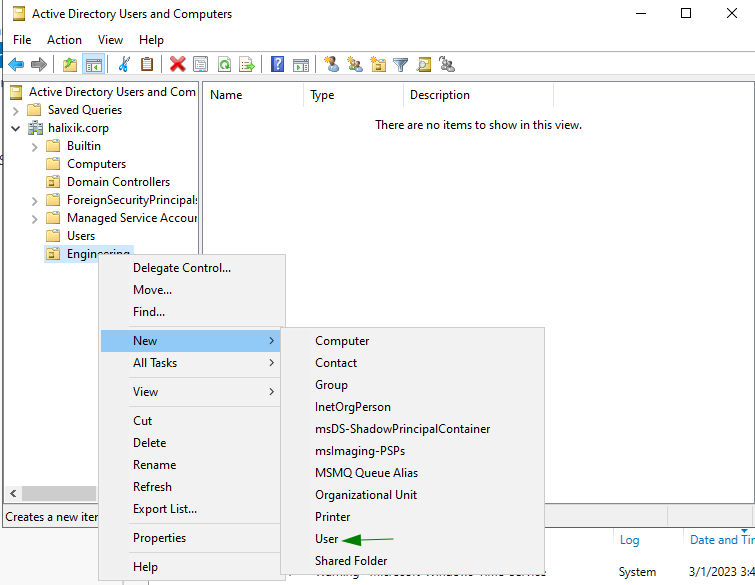 Active Directory Users and Computers
File Action View Help
Active Directory Users and Com
Name Type Description
Saved Queries
There are no items to show in this view.
halixik.corp
Builtin
Computers
Domain Controllers
ForeignSecurityPrincipals
Managed Service Accour
Users
Engineering
Delegate Control...
Move...
Find...
New
All Tasks
View
Cut
Delete
Rename
Refresh
Export List...
Properties
Help
Computer
Contact
Group
InetOrgPerson
msDS-ShadowPrincipalContainer
msImaging-PSPs
MSMQ Queue Alias
Organizational Unit
Printer
User
Shared Folder
Creates a new iter
Log Date and Tir
System 3/1/2023 3:4